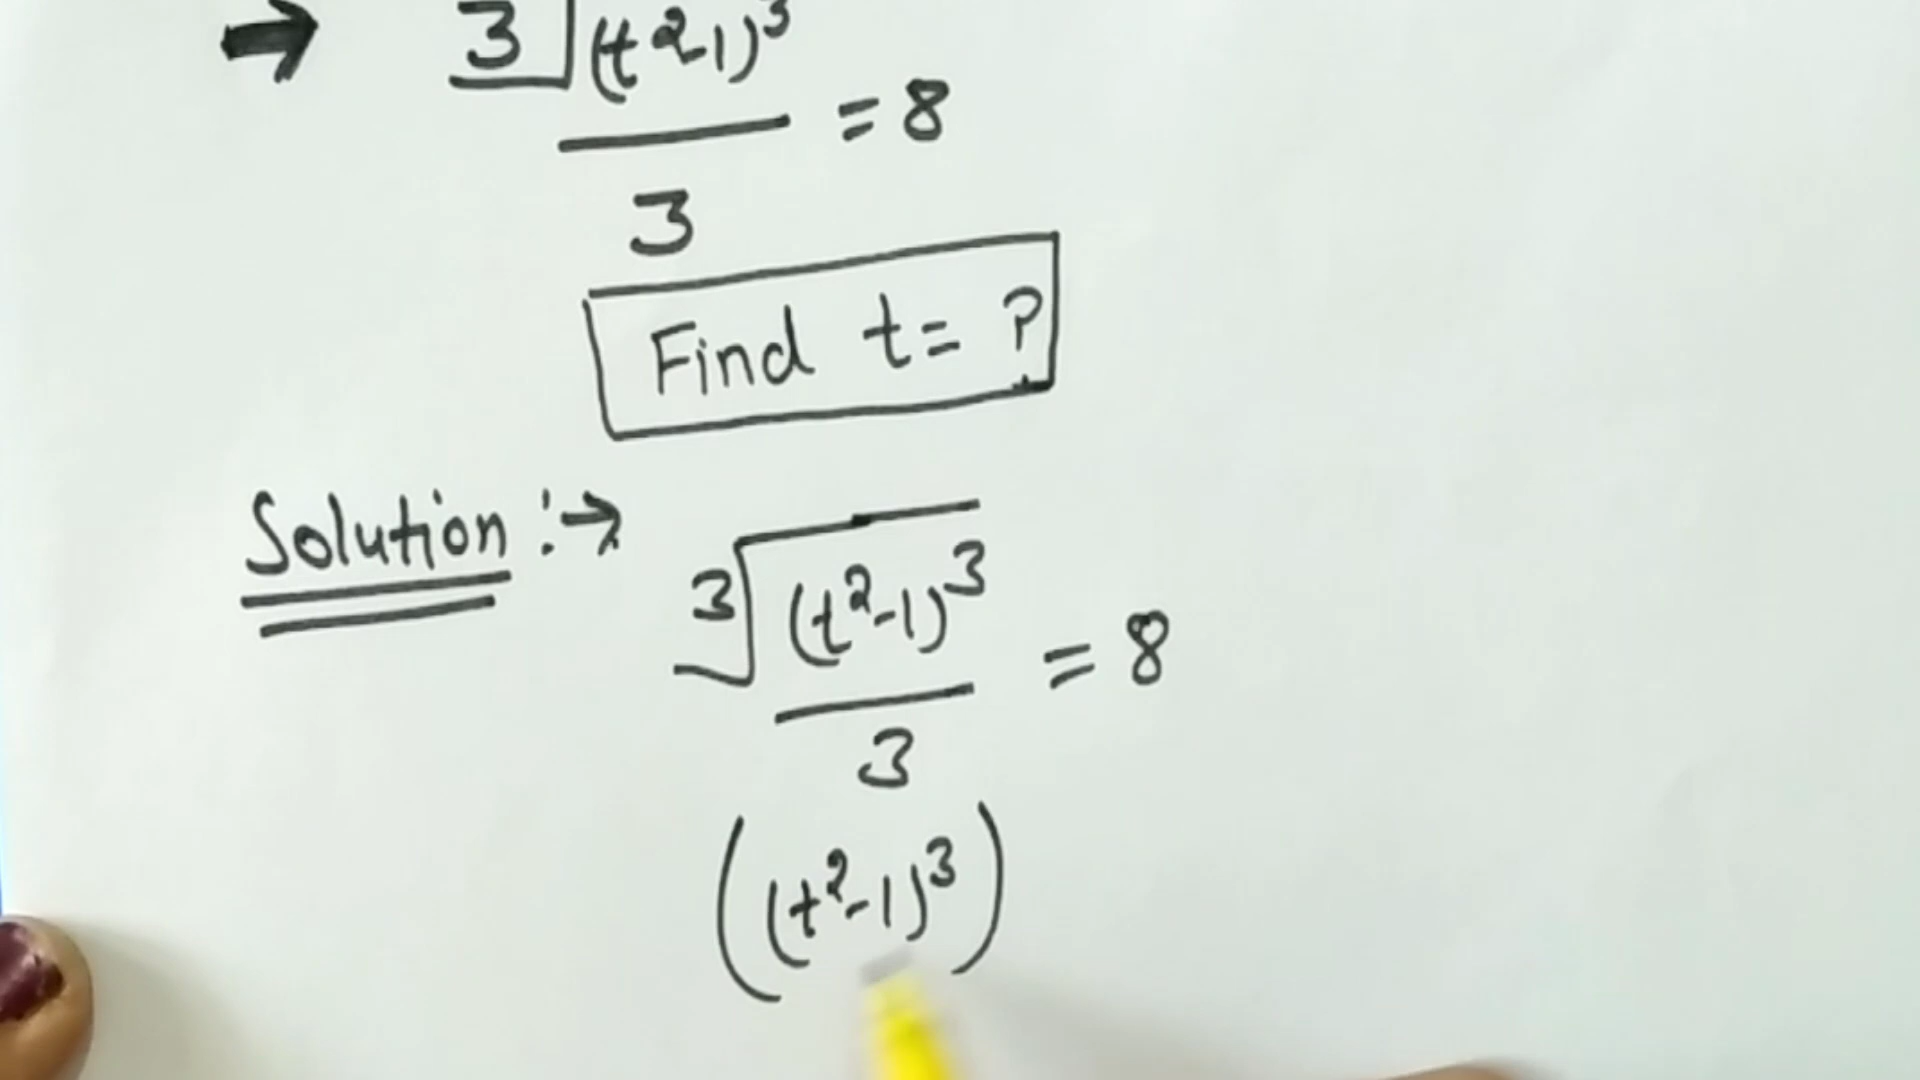 → ∛(t²-1)³
= 8
3
Find t= ?
Solution :→ ∛(t²-1)³
= 8
3
((t²-1)³)